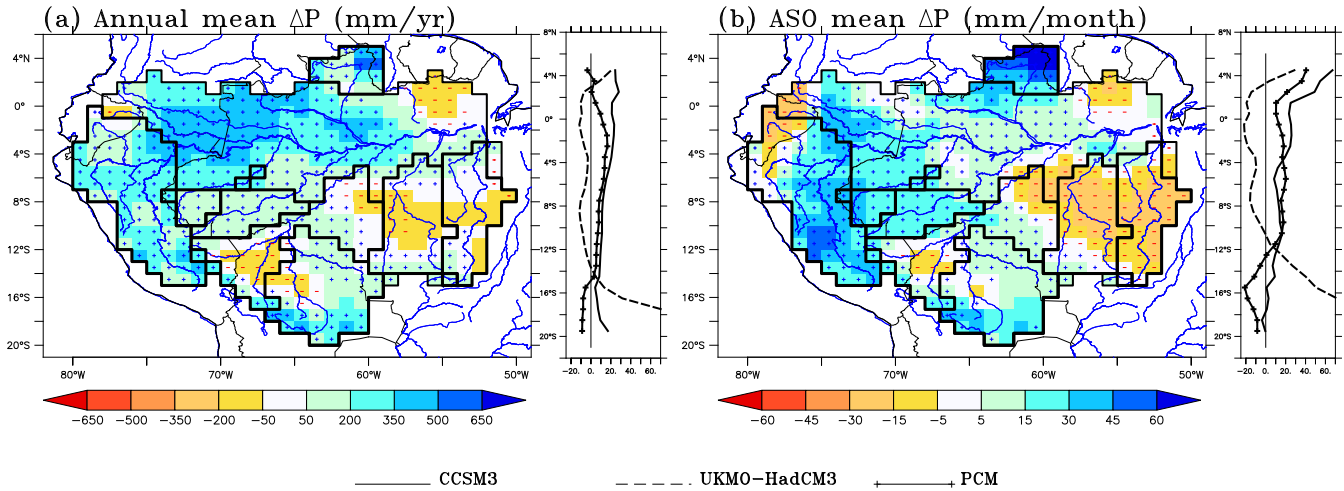 (a) Annual mean ΔP (mm/yr)
(b) ASO mean ΔP (mm/month)
4°N
0°
4°S
8°S
12°S
16°S
20°S
80°W
70°W
60°W
50°W
8°N
4°N
0°
4°S
8°S
12°S
16°S
20°S
−20.
0.
20.
40.
60.
4°N
0°
4°S
8°S
12°S
16°S
20°S
80°W
70°W
60°W
50°W
8°N
4°N
0°
4°S
8°S
12°S
16°S
20°S
−20.
0.
20.
40.
60.
−650
−500
−350
−200
−50
50
200
350
500
650
−60
−45
−30
−15
−5
5
15
30
45
60
CCSM3
UKMO−HadCM3
PCM